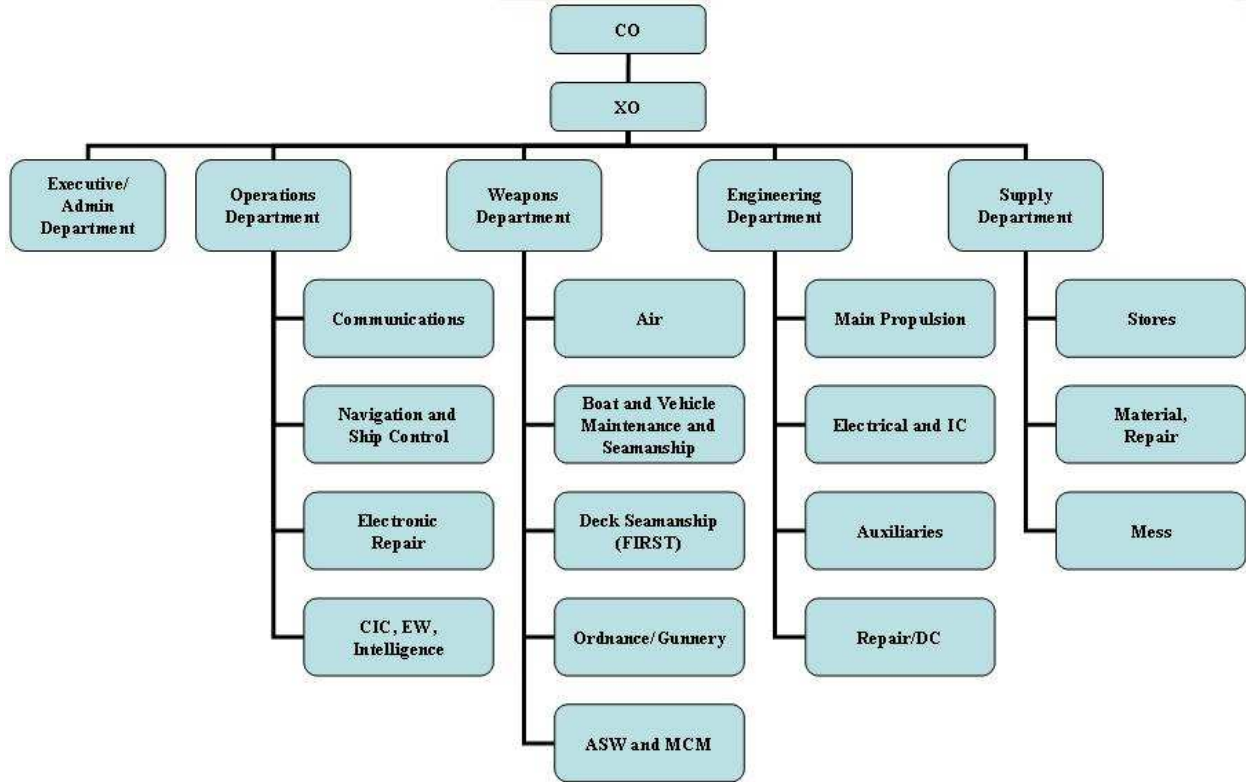 CO
XO
Executive/
Admin
Department
Operations
Department
Weapons
Department
Engineering
Department
Supply
Department
Communications
Navigation and
Ship Control
Electronic
Repair
CIC, EW,
Intelligence
Air
Boat and Vehicle
Maintenance and
Seamanship
Deck Seamanship
(FIRST)
Ordnance/Gunnery
ASW and MCM
Main Propulsion
Electrical and IC
Auxiliaries
Repair/DC
Stores
Material,
Repair
Mess